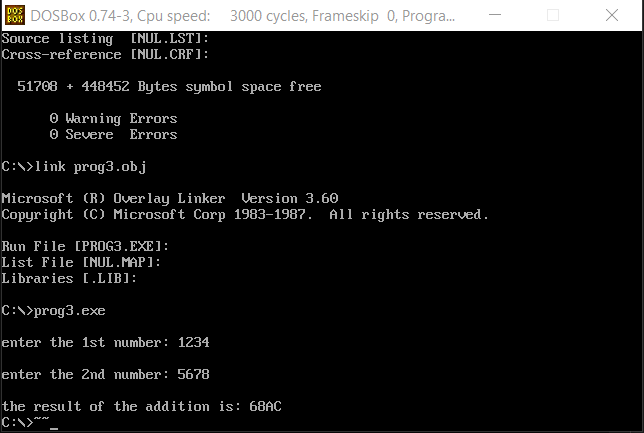 DOSBox 0.74-3, Cpu speed: 3000 cycles, Frameskip 0, Progra...
Source listing [NUL.LST]:
Cross-reference [NUL.CRF]:
51708 + 448452 Bytes symbol space free
0 Warning Errors
0 Severe Errors
C:\>link prog3.obj
Microsoft (R) Overlay Linker Version 3.60
Copyright (C) Microsoft Corp 1983-1987. All rights reserved.
Run File [PROG3.EXE]:
List File [NUL.MAP]:
Libraries [.LIB]:
C:\>prog3.exe
enter the 1st number: 1234
enter the 2nd number: 5678
the result of the addition is: 68AC
C:\>~~_